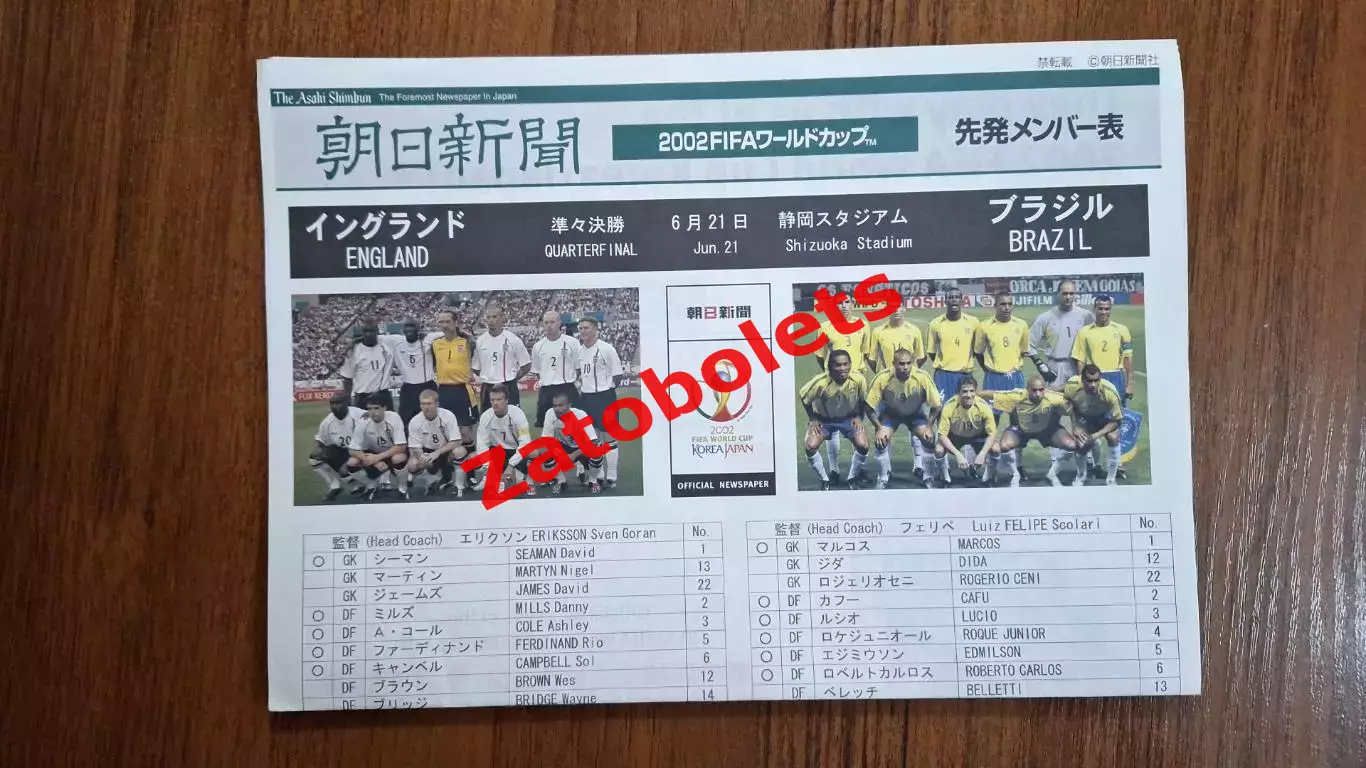 禁転載 ©朝日新聞社
The Asahi Shimbun The Foremost Newspaper in Japan
朝日新聞
2002FIFAワールドカップ™
先発メンバー表
イングランド
ENGLAND
準々決勝
QUARTERFINAL
6月21日
Jun.21
静岡スタジアム
Shizuoka Stadium
ブラジル
BRAZIL
朝日新聞
2002
FIFA WORLD CUP
KOREA JAPAN
OFFICIAL NEWSPAPER
TOSHIBA
FUJIFILM
Zatobolets
監督 (Head Coach) エリクソン ERIKSSON Sven Goran No.
○ GK シーマン SEAMAN David 1
GK マーティン MARTYN Nigel 13
GK ジェームズ JAMES David 22
○ DF ミルズ MILLS Danny 2
○ DF A・コール COLE Ashley 3
○ DF ファーディナンド FERDINAND Rio 5
○ DF キャンベル CAMPBELL Sol 6
DF ブラウン BROWN Wes 12
DF ブリッジ BRIDGE Wayne 14
監督 (Head Coach) フェリペ Luiz FELIPE Scolari No.
○ GK マルコス MARCOS 1
GK ジダ DIDA 12
GK ロジェリオセニ ROGERIO CENI 22
○ DF カフー CAFU 2
○ DF ルシオ LUCIO 3
○ DF ロケジュニオール ROQUE JUNIOR 4
○ DF エジミウソン EDMILSON 5
○ DF ロベルトカルロス ROBERTO CARLOS 6
DF ベレッチ BELLETTI 13